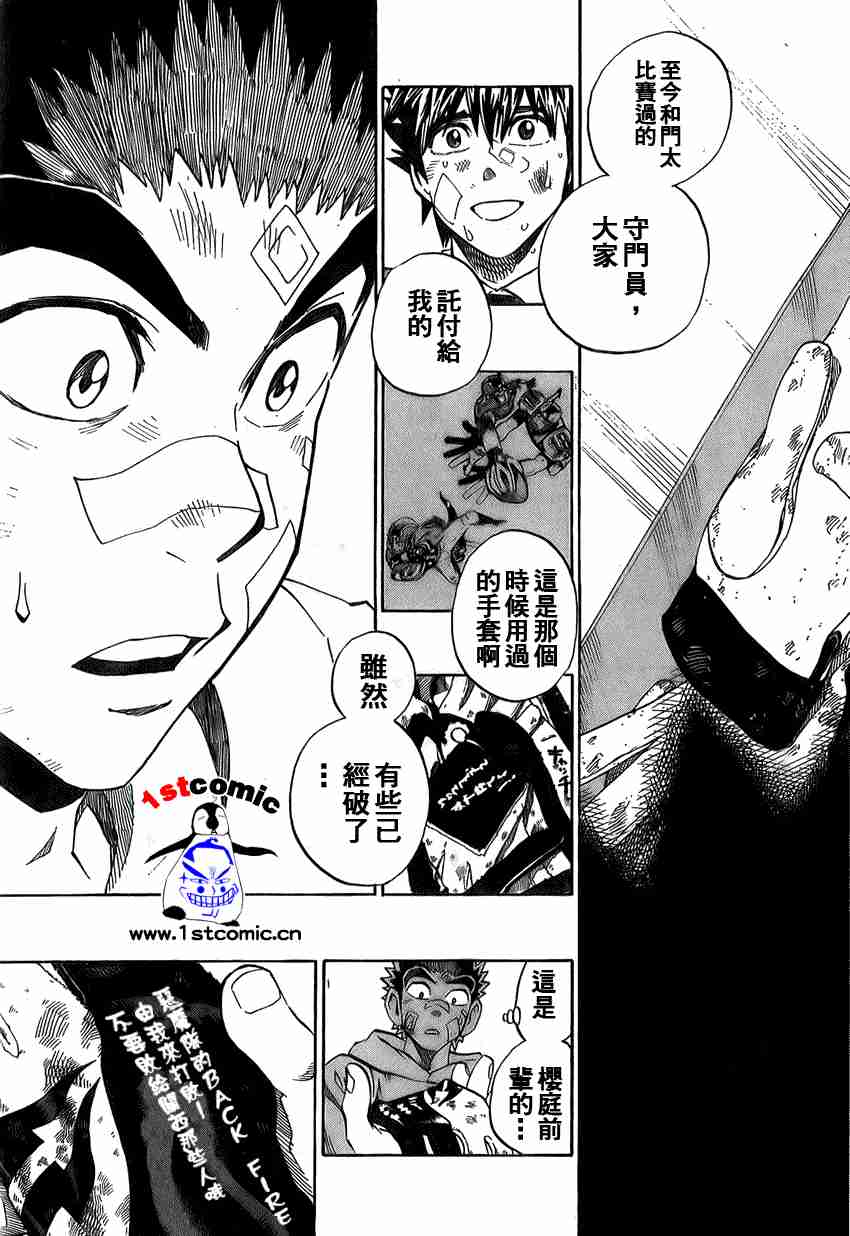 至今和門太
比賽過的
守門員，
大家
託付給
我的
這是那個
時候用過
的手套啊
雖然
有些已
經破了
…
1stcomic
www.1stcomic.cn
這是
櫻庭前
輩的…
惡魔隊的BACK FIRE
由我來打敗！
不要敗給關西那些人哦